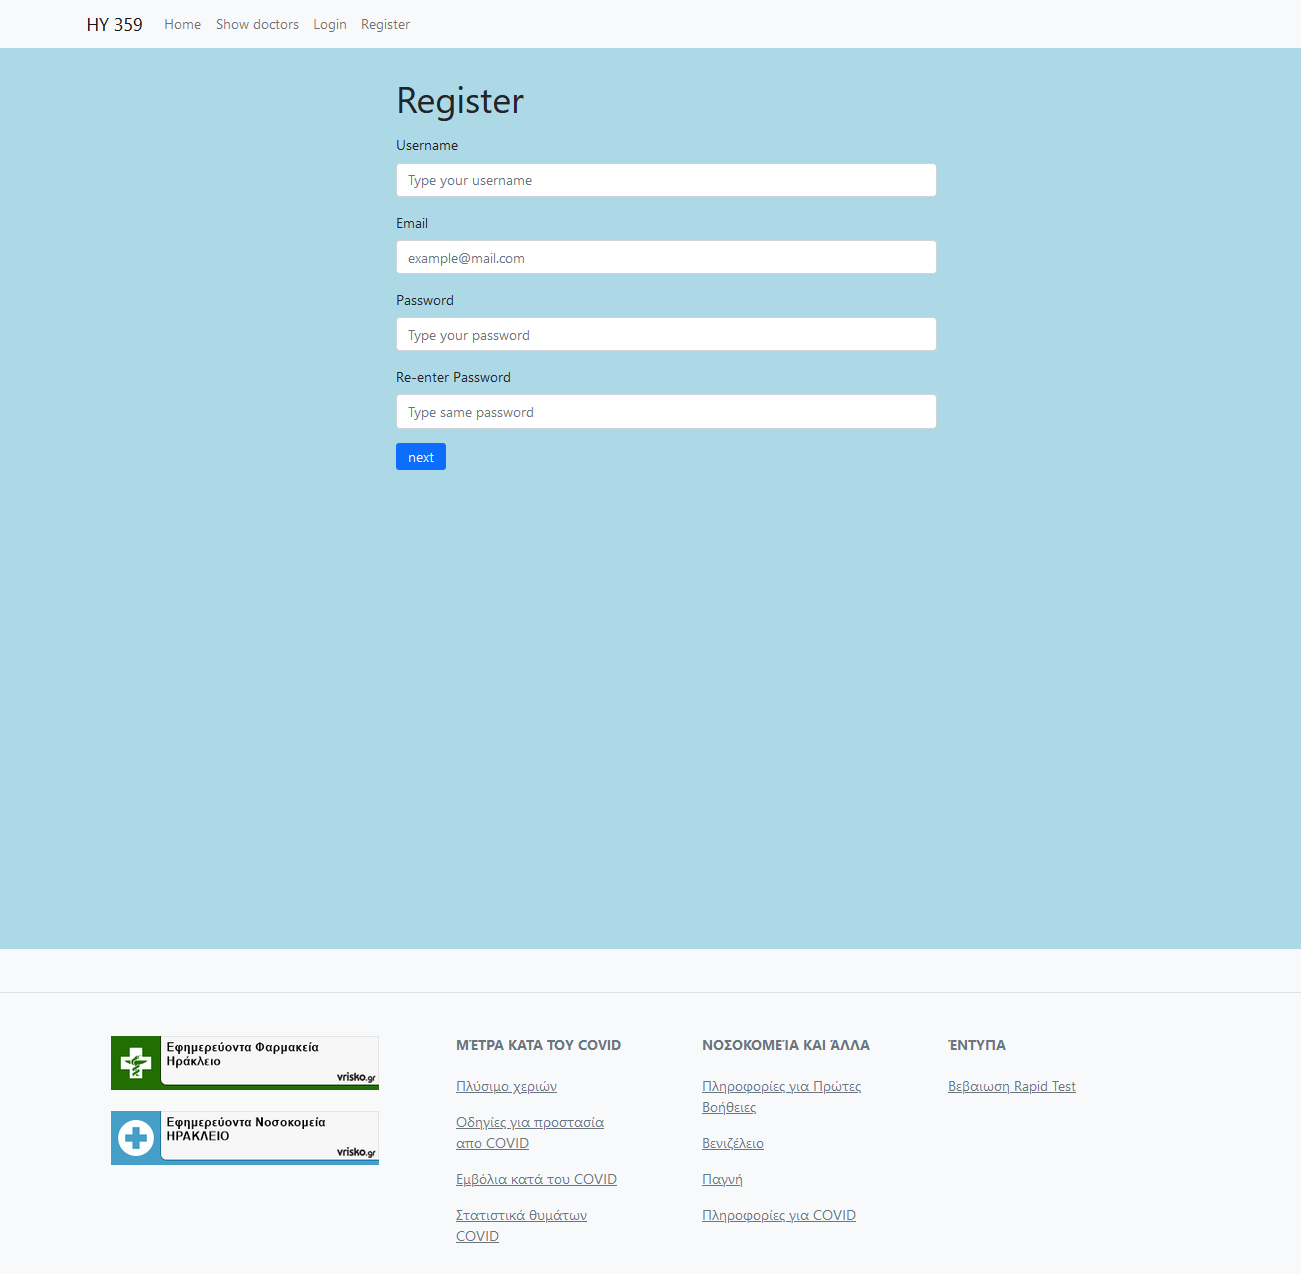 HY 359 Home Show doctors Login Register
Register
Username
Type your username
Email
example@mail.com
Password
Type your password
Re-enter Password
Type same password
next
Εφημερεύοντα Φαρμακεία
Ηράκλειο
vrisko.gr
Εφημερεύοντα Νοσοκομεία
ΗΡΑΚΛΕΙΟ
vrisko.gr
ΜΈΤΡΑ ΚΑΤΑ ΤΟΥ COVID
Πλύσιμο χεριών
Οδηγίες για προστασία
απο COVID
Εμβόλια κατά του COVID
Στατιστικά θυμάτων
COVID
ΝΟΣΟΚΟΜΕΊΑ ΚΑΙ ΆΛΛΑ
Πληροφορίες για Πρώτες
Βοήθειες
Βενιζέλειο
Παγνή
Πληροφορίες για COVID
ΈΝΤΥΠΑ
Βεβαιωση Rapid Test